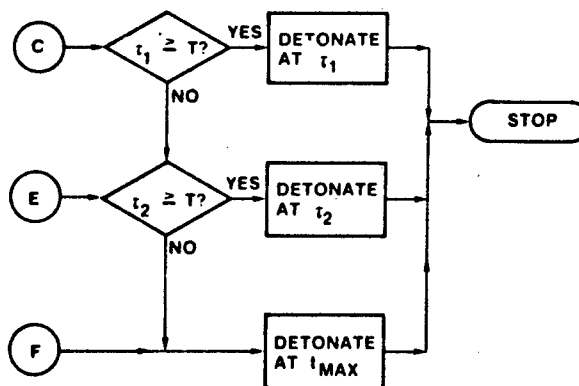 C
τ1 ≥ T?
YES
DETONATE
AT τ1
NO
STOP
E
τ2 ≥ T?
YES
DETONATE
AT τ2
NO
F
DETONATE
AT tMAX